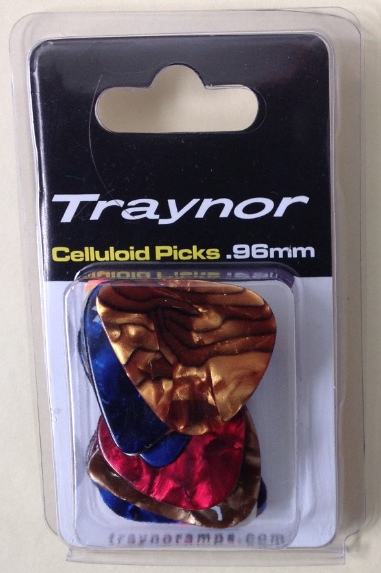 Traynor
Celluloid Picks .96mm
traynoramps.com